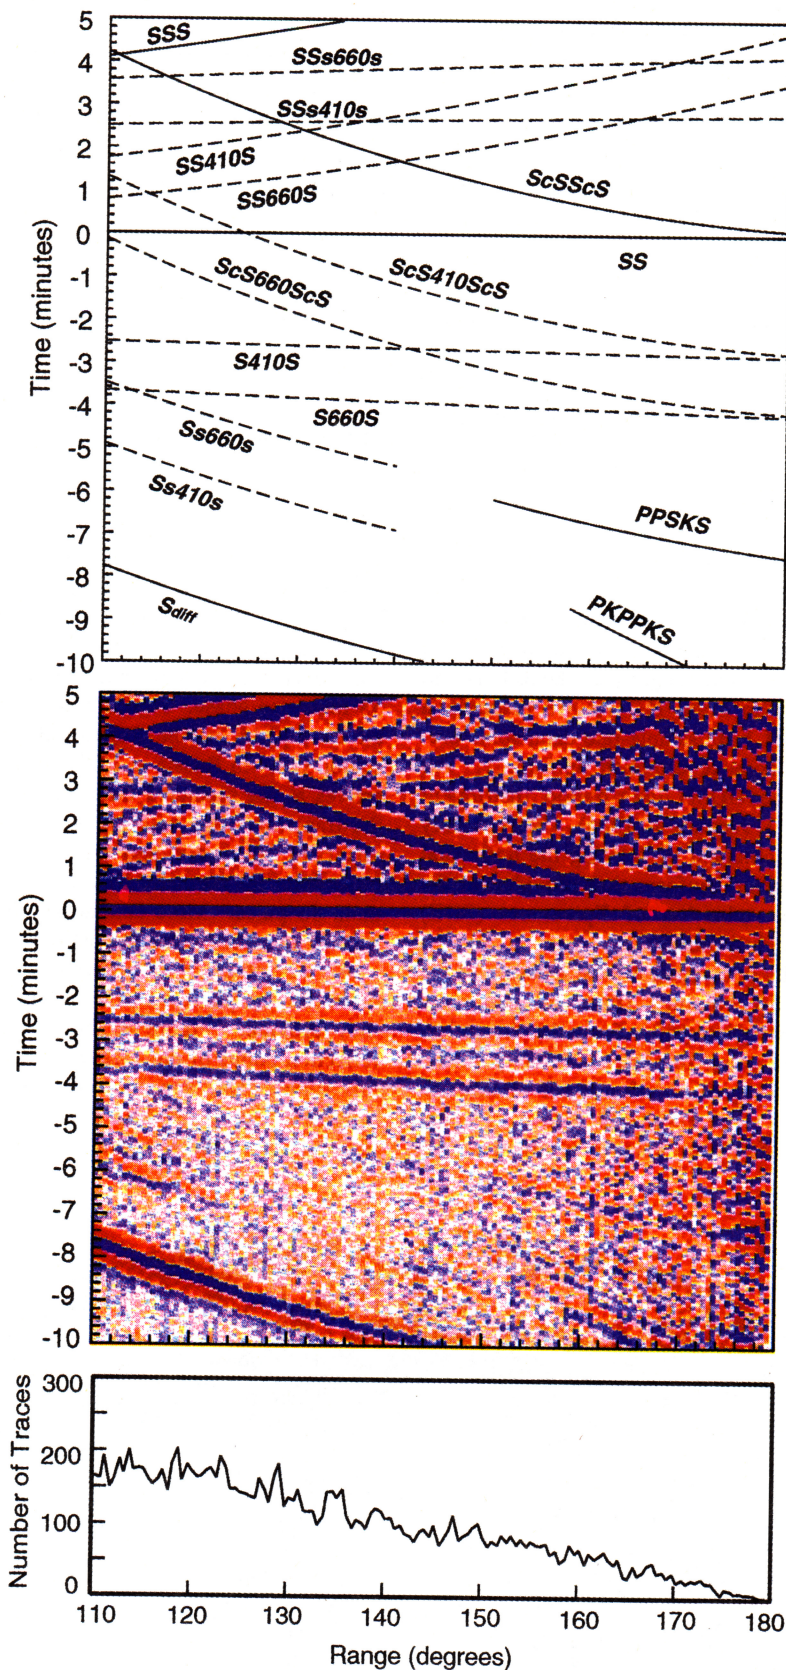 5
4
3
2
1
0
-1
-2
-3
-4
-5
-6
-7
-8
-9
-10
Time (minutes)
SSS
SSs660s
SSs410s
SS410S
SS660S
ScSScS
SS
ScS660ScS
ScS410ScS
S410S
S660S
Ss660s
Ss410s
PPSKS
Sdiff
PKPPKS
5
4
3
2
1
0
-1
-2
-3
-4
-5
-6
-7
-8
-9
-10
Time (minutes)
300
200
100
0
Number of Traces
110 120 130 140 150 160 170 180
Range (degrees)